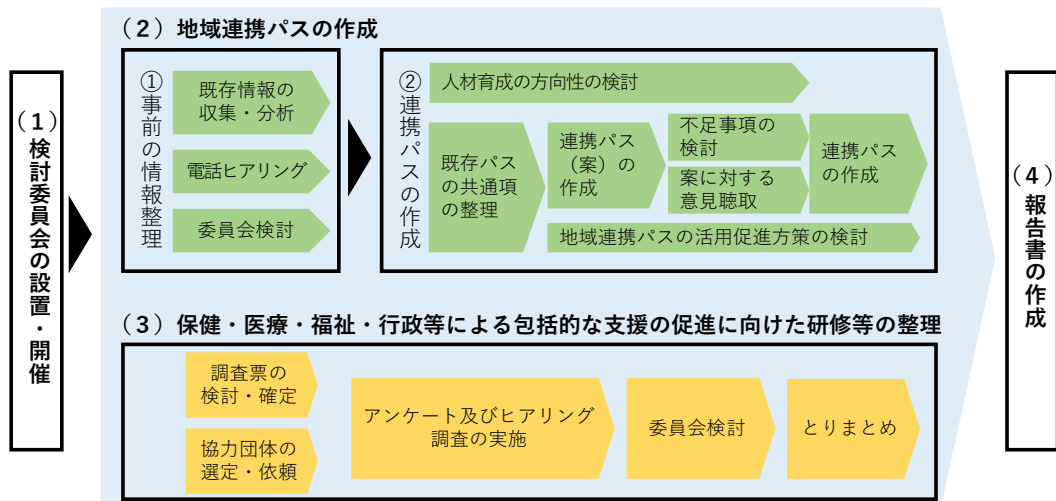 （１）検討委員会の設置・開催
（２）地域連携パスの作成
①事前の情報整理
既存情報の
収集・分析
電話ヒアリング
委員会検討
②連携パスの作成
人材育成の方向性の検討
既存パス
の共通項
の整理
連携パス
（案）の
作成
不足事項の
検討
案に対する
意見聴取
連携パス
の作成
地域連携パスの活用促進方策の検討
（３）保健・医療・福祉・行政等による包括的な支援の促進に向けた研修等の整理
調査票の
検討・確定
協力団体の
選定・依頼
アンケート及びヒアリング
調査の実施
委員会検討
とりまとめ
（４）報告書の作成